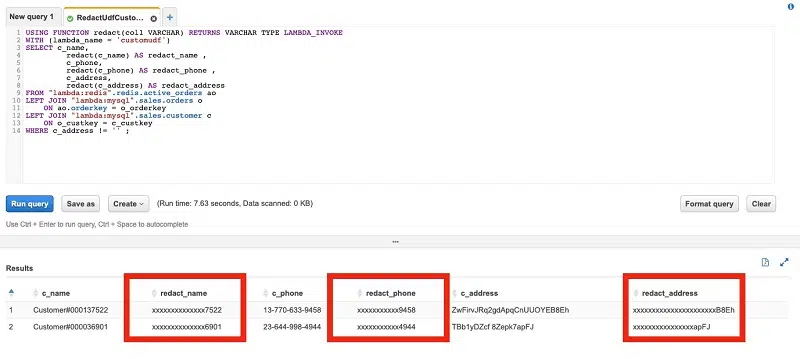 New query 1
RedactUdfCusto...
+
1 USING FUNCTION redact(col1 VARCHAR) RETURNS VARCHAR TYPE LAMBDA_INVOKE
2 WITH (lambda_name = 'customudf')
3 SELECT c_name,
4 redact(c_name) AS redact_name ,
5 c_phone,
6 redact(c_phone) AS redact_phone ,
7 c_address,
8 redact(c_address) AS redact_address
9 FROM "lambda:redis".redis.active_orders ao
10 LEFT JOIN "lambda:mysql".sales.orders o
11 ON ao.orderkey = o_orderkey
12 LEFT JOIN "lambda:mysql".sales.customer c
13 ON o_custkey = c_custkey
14 WHERE c_address != '' ;
Run query Save as Create (Run time: 7.63 seconds, Data scanned: 0 KB) Format query Clear
Use Ctrl + Enter to run query, Ctrl + Space to autocomplete
Results
c_name redact_name c_phone redact_phone c_address redact_address
1 Customer#000137522 xxxxxxxxxxxxxx7522 13-770-633-9458 xxxxxxxxxxx9458 ZwFirvJRq2gdApqCnUUOYEB8Eh xxxxxxxxxxxxxxxxxxxxxxB8Eh
2 Customer#000036901 xxxxxxxxxxxxxx6901 23-644-998-4944 xxxxxxxxxxx4944 TBb1yDZcf 8Zepk7apFJ xxxxxxxxxxxxxxxxapFJ